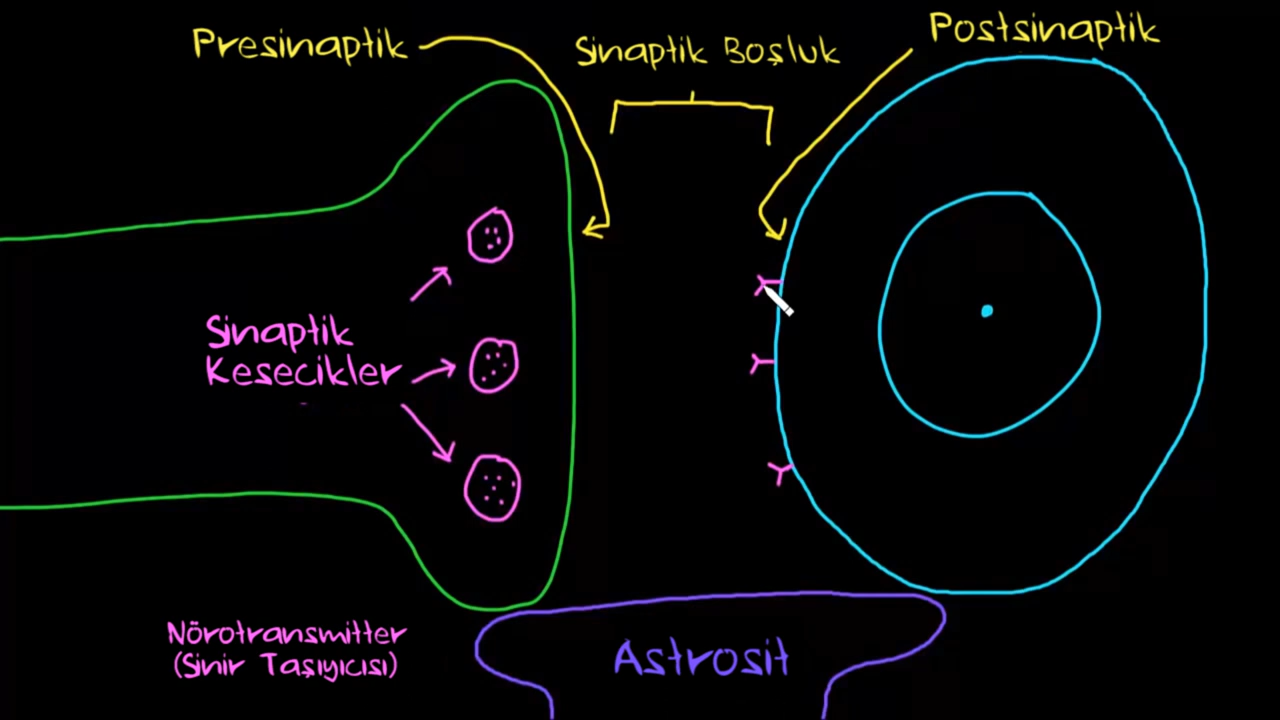 Presinaptik
Sinaptik Boşluk
Postsinaptik
Sinaptik
Kesecikler
Nörotransmitter
(Sinir Taşıyıcısı)
Astrosit